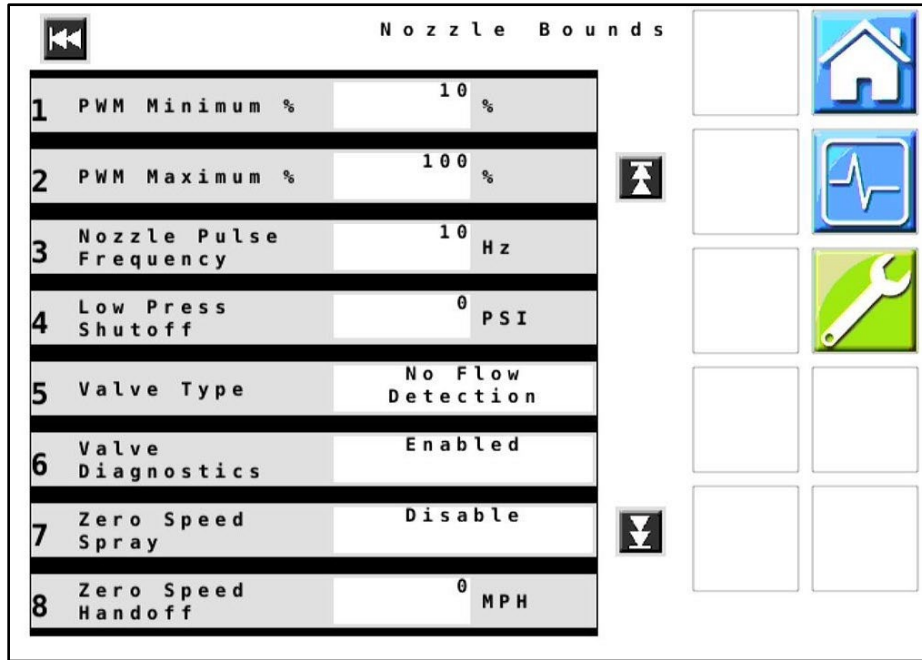 Nozzle Bounds
1 PWM Minimum % 10 %
2 PWM Maximum % 100 %
3 Nozzle Pulse Frequency 10 Hz
4 Low Press Shutoff 0 PSI
5 Valve Type No Flow Detection
6 Valve Diagnostics Enabled
7 Zero Speed Spray Disable
8 Zero Speed Handoff 0 MPH